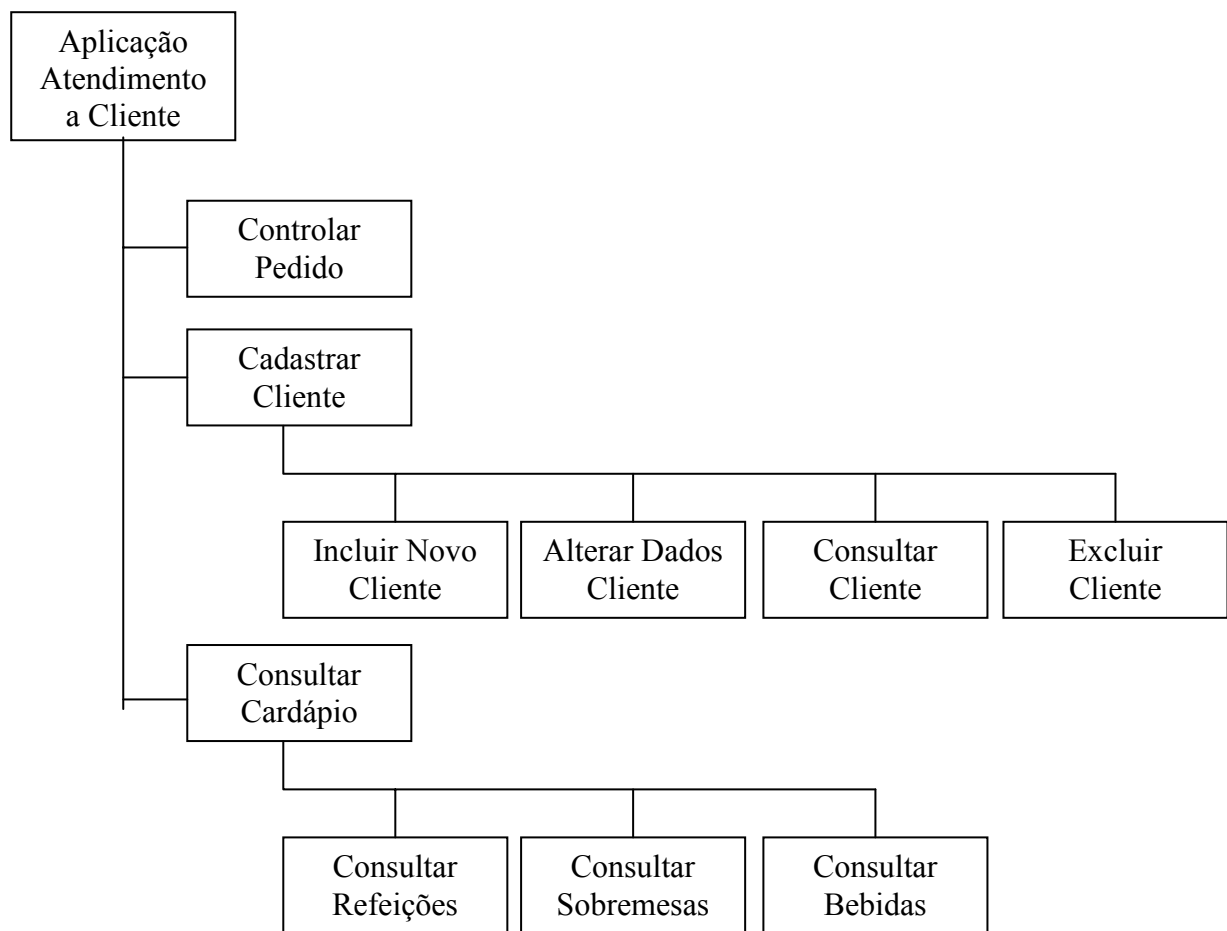 Aplicação
Atendimento
a Cliente
Controlar
Pedido
Cadastrar
Cliente
Incluir Novo
Cliente
Alterar Dados
Cliente
Consultar
Cliente
Excluir
Cliente
Consultar
Cardápio
Consultar
Refeições
Consultar
Sobremesas
Consultar
Bebidas